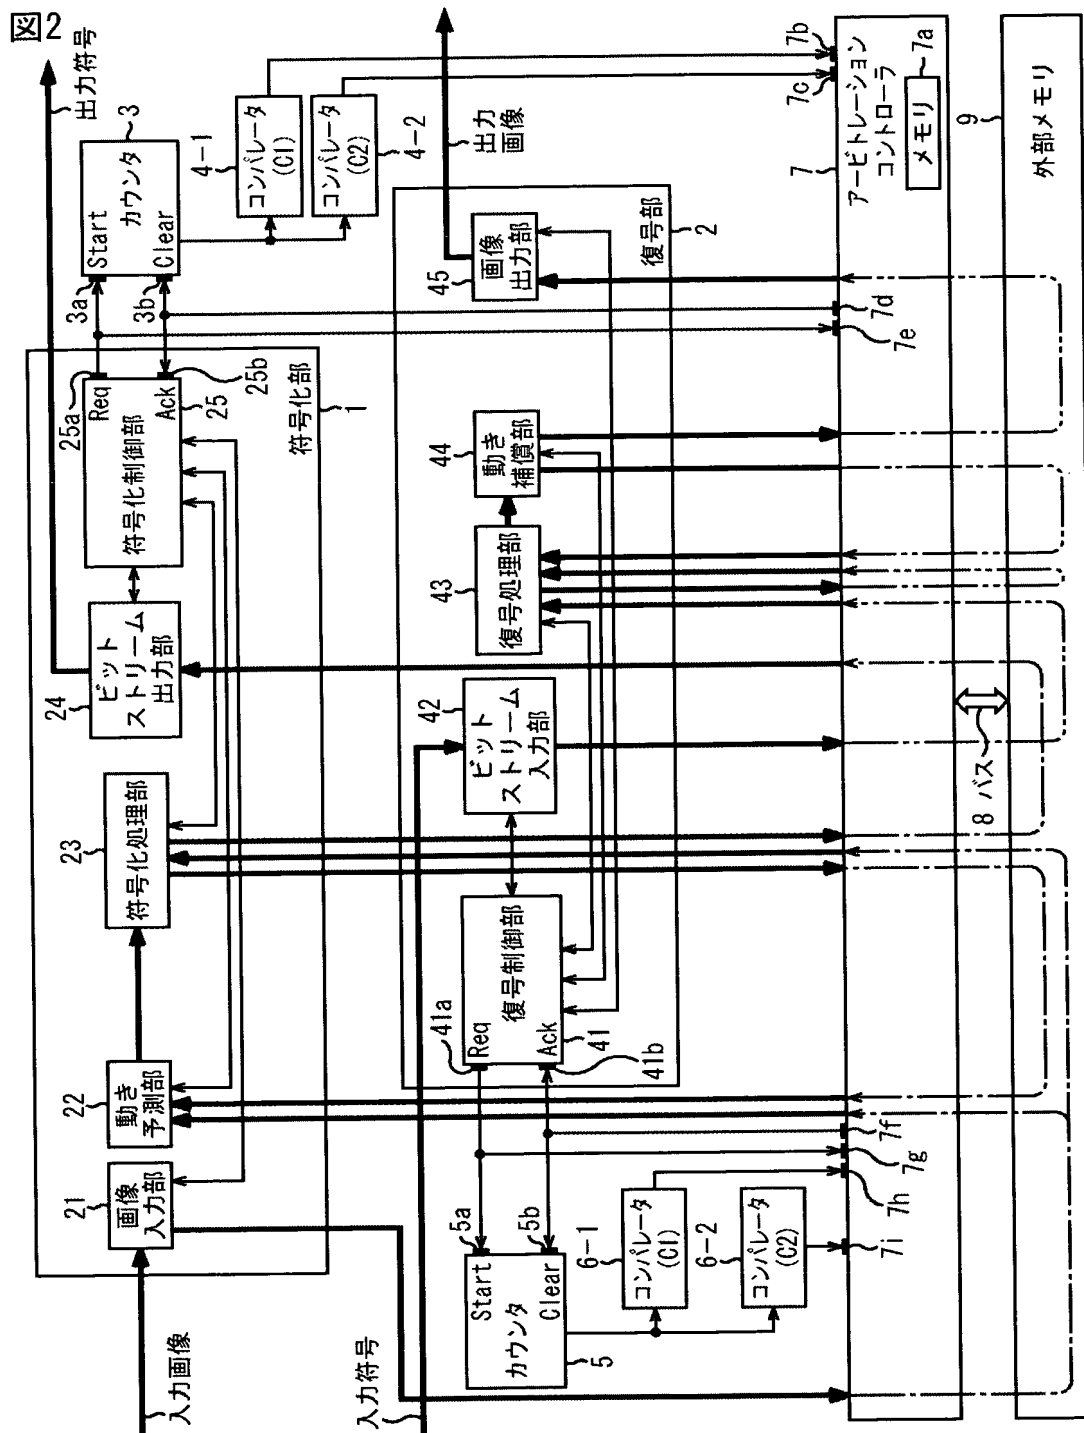 図2
入力画像
21
画像
入力部
22
動き
予測部
23
符号化処理部
24
ビット
ストリーム
出力部
符号化制御部
25
25a
Req
Ack
25b
符号化部
1
出力符号
3
カウンタ
Start
Clear
3a
3b
4-1
コンパレータ
(C1)
コンパレータ
(C2)
4-2
入力符号
5
カウンタ
Start
Clear
5a
5b
6-1
コンパレータ
(C1)
6-2
コンパレータ
(C2)
復号制御部
41
41a
Req
Ack
41b
42
ビット
ストリーム
入力部
43
復号処理部
44
動き
補償部
45
画像
出力部
復号部
2
出力
画像
7
アービトレーション
コントローラ
メモリ
7a
7b
7c
7d
7e
7f
7g
7h
7i
8 バス
9
外部メモリ